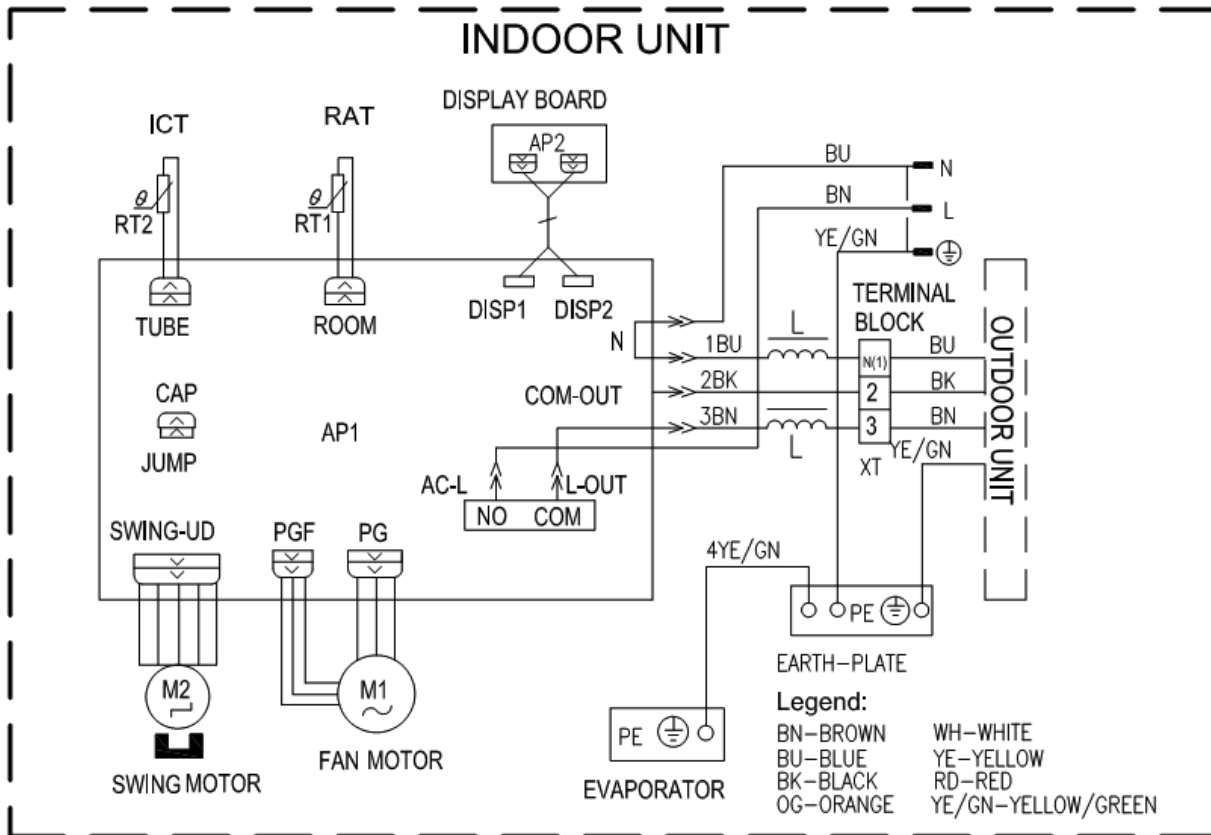 INDOOR UNIT
DISPLAY BOARD
ICT
RAT
AP2
θ
RT2
θ
RT1
BU
N
BN
L
YE/GN
TUBE
ROOM
DISP1
DISP2
TERMINAL
BLOCK
N
1BU
L
N(1)
BU
COM-OUT
2BK
2
BK
3BN
L
3
BN
XT
YE/GN
OUTDOOR UNIT
CAP
JUMP
AP1
AC-L
L-OUT
NO COM
SWING-UD
PGF
PG
4YE/GN
PE
EARTH-PLATE
M2
M1
SWING MOTOR
FAN MOTOR
PE
EVAPORATOR
Legend:
BN-BROWN WH-WHITE
BU-BLUE YE-YELLOW
BK-BLACK RD-RED
OG-ORANGE YE/GN-YELLOW/GREEN